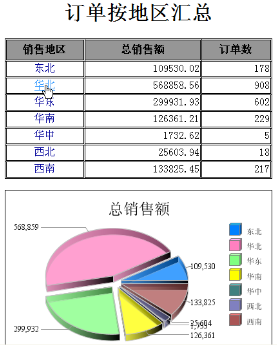 订单按地区汇总
销售地区 总销售额 订单数
东北 109530.02 178
华北 568858.56 908
华东 299931.93 602
华南 126361.21 229
华中 1732.62 5
西北 25603.94 18
西南 133825.45 217
总销售额
568,859
东北
华北
109,530
华东
华南
华中
133,825
西北
299,932
25,604
西南
126,361